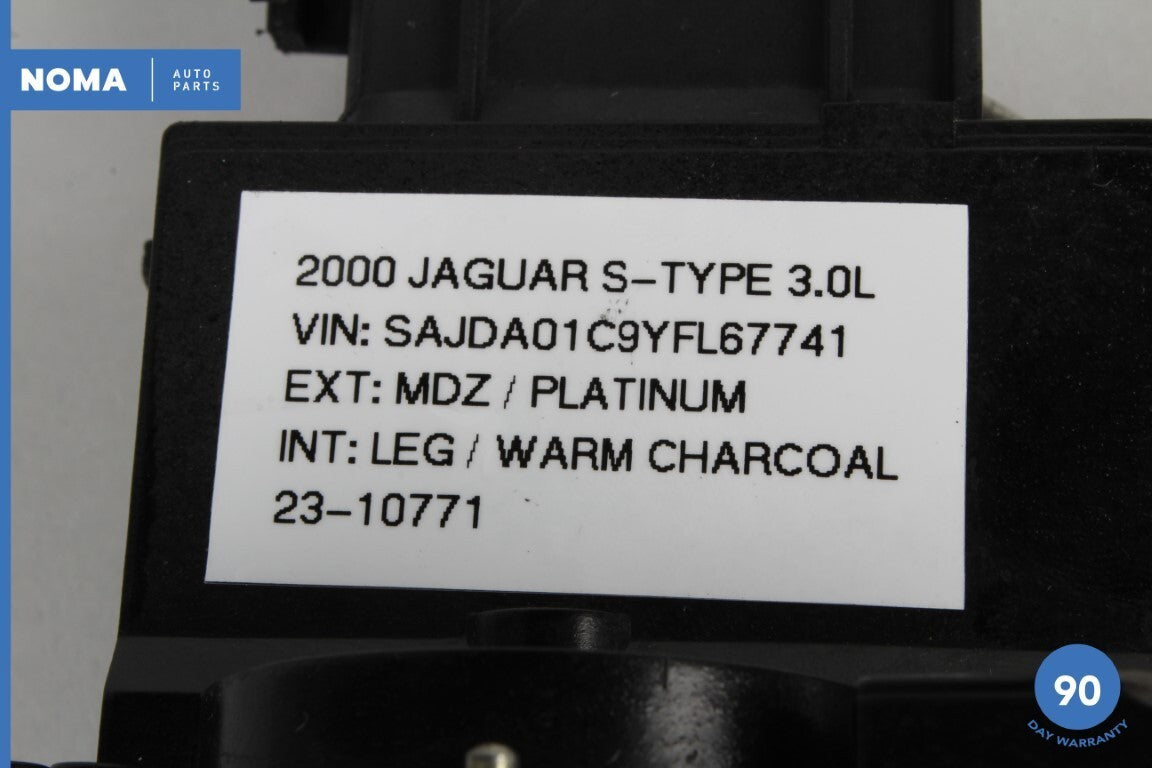 NOMA AUTO PARTS
2000 JAGUAR S-TYPE 3.0L
VIN: SAJDA01C9YFL67741
EXT: MDZ / PLATINUM
INT: LEG / WARM CHARCOAL
23-10771
90
DAY WARRANTY